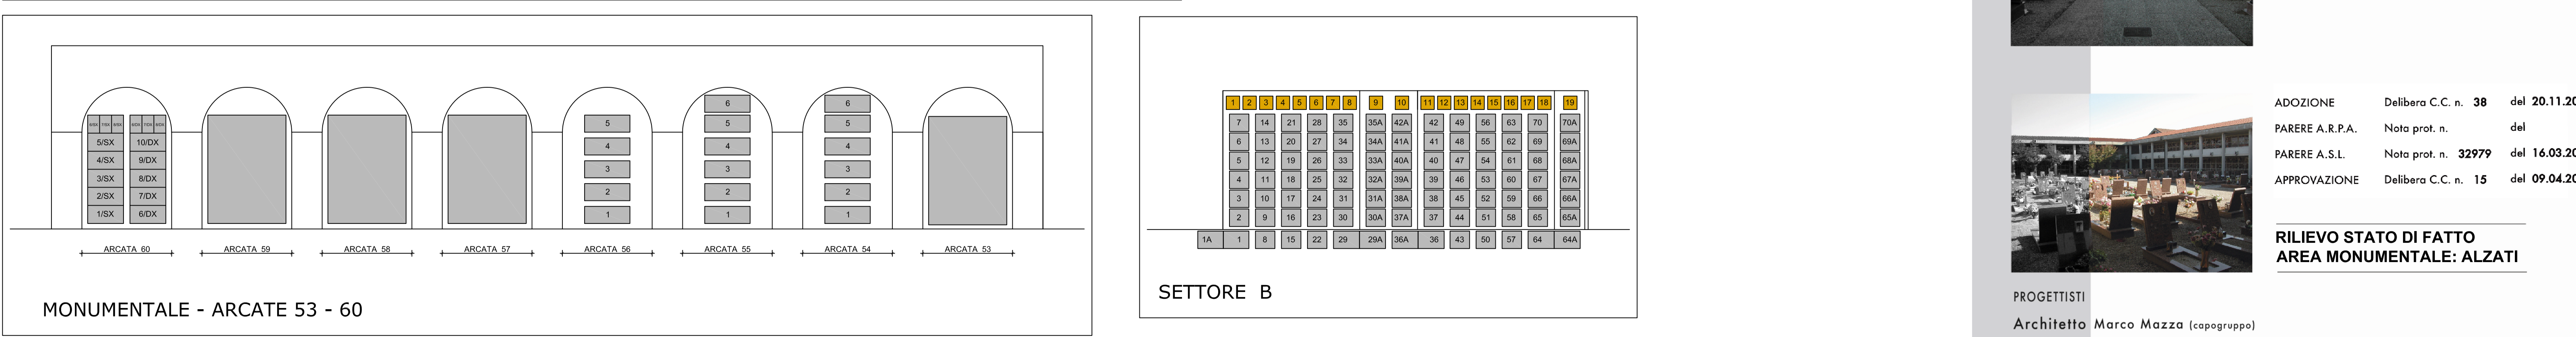 6 6
5 5 5
5/SX 10/DX
4 4 4
4/SX 9/DX
3/SX 8/DX 3 3 3
2/SX 7/DX 2 2 2
1/SX 6/DX 1 1 1
ARCATA 60 ARCATA 59 ARCATA 58 ARCATA 57 ARCATA 56 ARCATA 55 ARCATA 54 ARCATA 53
MONUMENTALE - ARCATE 53 - 60
1 2 3 4 5 6 7 8 9 10 11 12 13 14 15 16 17 18 19
7 14 21 28 35 35A 42A 42 49 56 63 70 70A
6 13 20 27 34 34A 41A 41 48 55 62 69 69A
5 12 19 26 33 33A 40A 40 47 54 61 68 68A
4 11 18 25 32 32A 39A 39 46 53 60 67 67A
3 10 17 24 31 31A 38A 38 45 52 59 66 66A
2 9 16 23 30 30A 37A 37 44 51 58 65 65A
1A 1 8 15 22 29 29A 36A 36 43 50 57 64 64A
SETTORE B
ADOZIONE Delibera C.C. n. 38 del 20.11.20
PARERE A.R.P.A. Nota prot. n. del
PARERE A.S.L. Nota prot. n. 32979 del 16.03.20
APPROVAZIONE Delibera C.C. n. 15 del 09.04.20
RILIEVO STATO DI FATTO
AREA MONUMENTALE: ALZATI
PROGETTISTI
Architetto Marco Mazza (capogruppo)